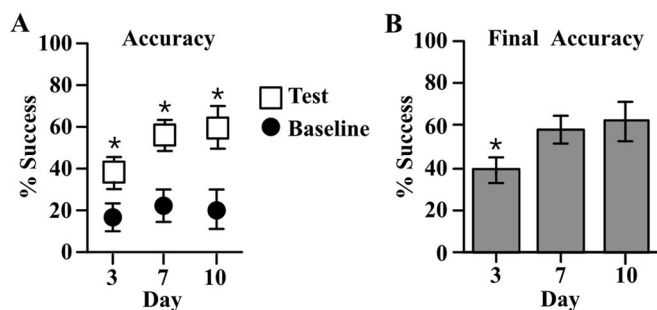 A
Accuracy
% Success
100
80
60
40
20
0
*
*
*
3 7 10
Day
Test
Baseline
B
Final Accuracy
% Success
100
80
60
40
20
0
*
3 7 10
Day